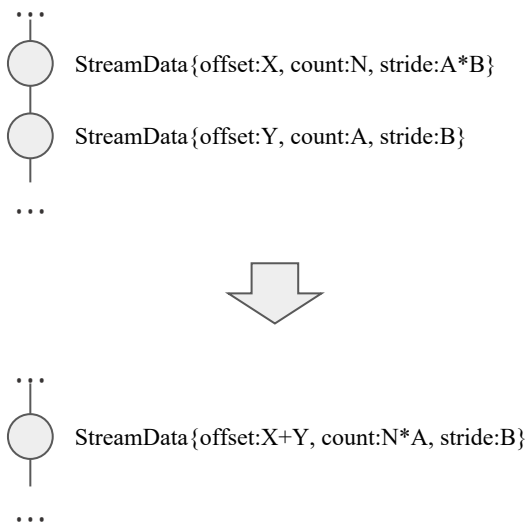 ...
StreamData{offset:X, count:N, stride:A*B}
StreamData{offset:Y, count:A, stride:B}
...
...
StreamData{offset:X+Y, count:N*A, stride:B}
...